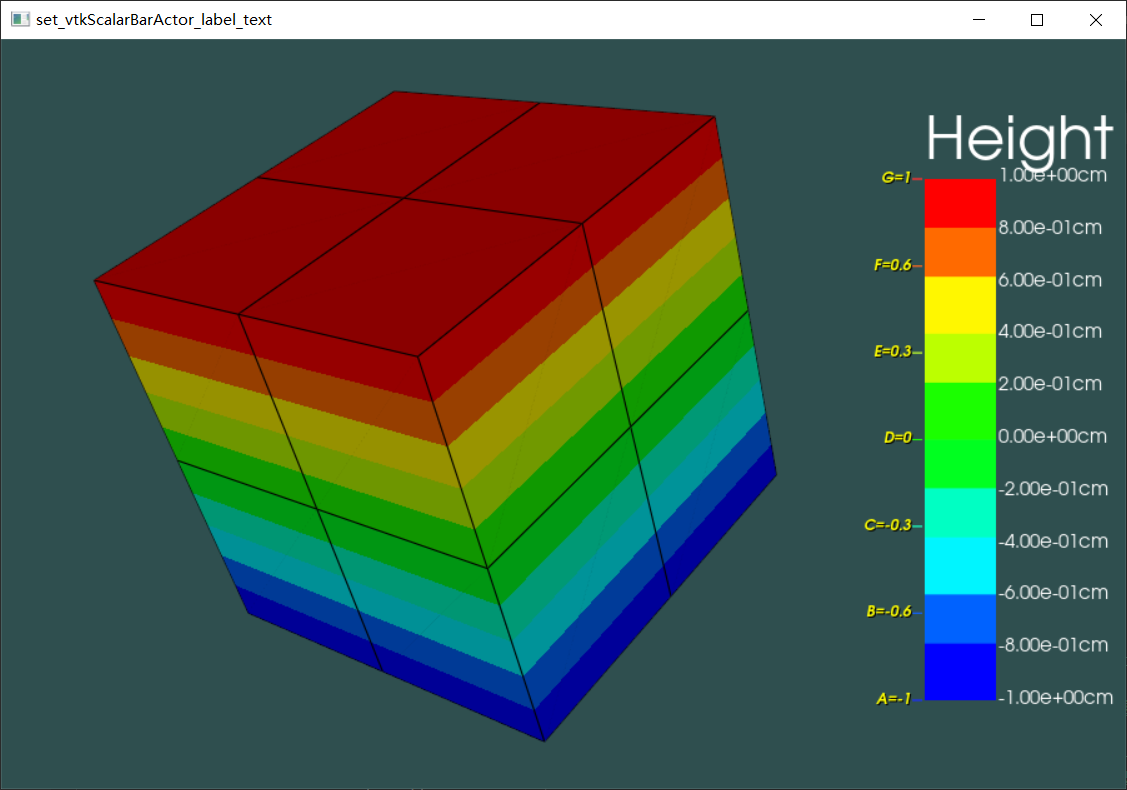 set_vtkScalarBarActor_label_text
Height
G=1
1.00e+00cm
8.00e-01cm
F=0.6
6.00e-01cm
E=0.3
4.00e-01cm
2.00e-01cm
D=0
0.00e+00cm
-2.00e-01cm
C=-0.3
-4.00e-01cm
-6.00e-01cm
B=-0.6
-8.00e-01cm
A=-1
-1.00e+00cm